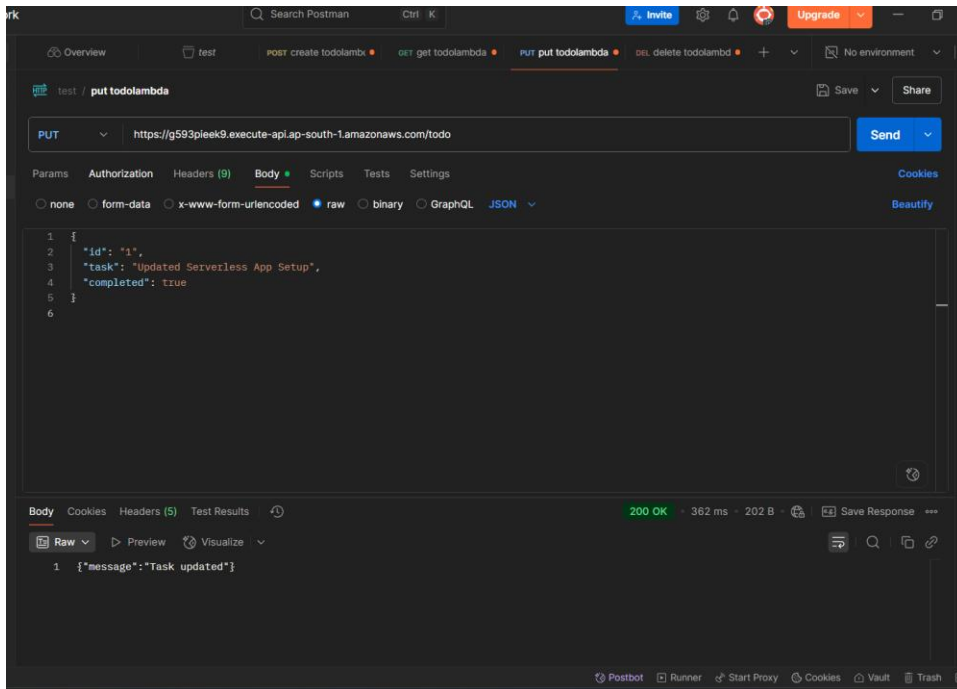 rk Search Postman Ctrl K Invite Upgrade
Overview test POST create todolambc GET get todolambda PUT put todolambda DEL delete todolambd No environment
HTTP test / put todolambda Save Share
PUT https://g593pieek9.execute-api.ap-south-1.amazonaws.com/todo Send
Params Authorization Headers (9) Body Scripts Tests Settings Cookies
none form-data x-www-form-urlencoded raw binary GraphQL JSON Beautify
1 {
2 "id": "1",
3 "task": "Updated Serverless App Setup",
4 "completed": true
5 }
6
Body Cookies Headers (5) Test Results 200 OK 362 ms 202 B Save Response
Raw Preview Visualize
1 {"message":"Task updated"}
Postbot Runner Start Proxy Cookies Vault Trash